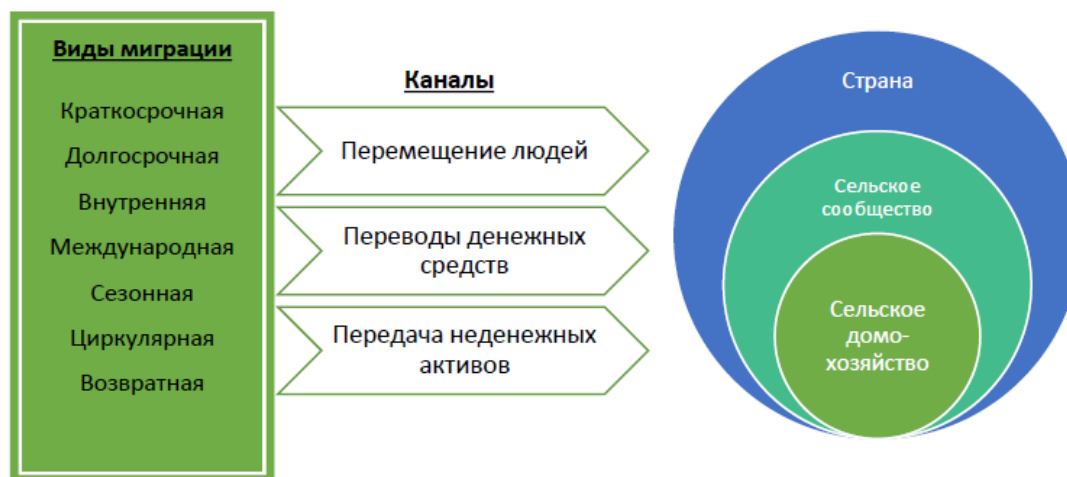 Виды миграции
Краткосрочная
Долгосрочная
Внутренняя
Международная
Сезонная
Циркулярная
Возвратная
Каналы
Перемещение людей
Переводы денежных
средств
Передача неденежных
активов
Страна
Сельское
сообщество
Сельское
домо-
хозяйство